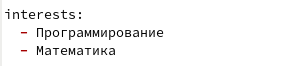 interests:
  - Программирование
  - Математика